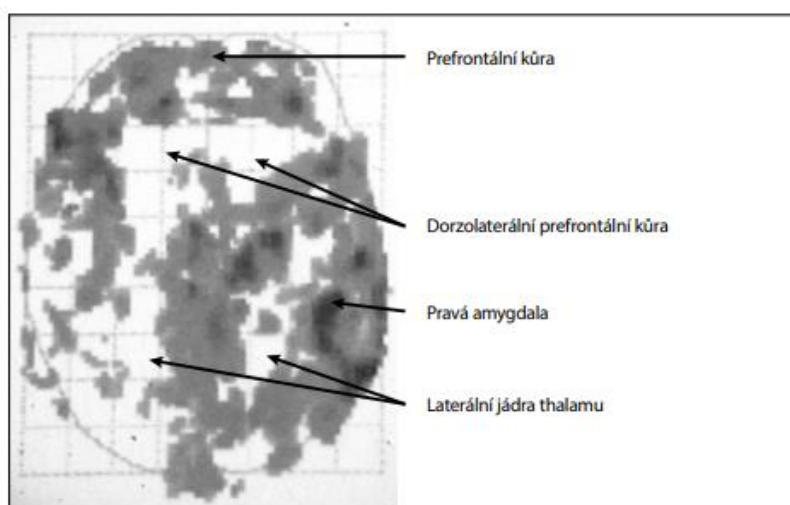 Prefrontální kůra
Dorzolaterální prefrontální kůra
Pravá amygdala
Laterální jádra thalamu